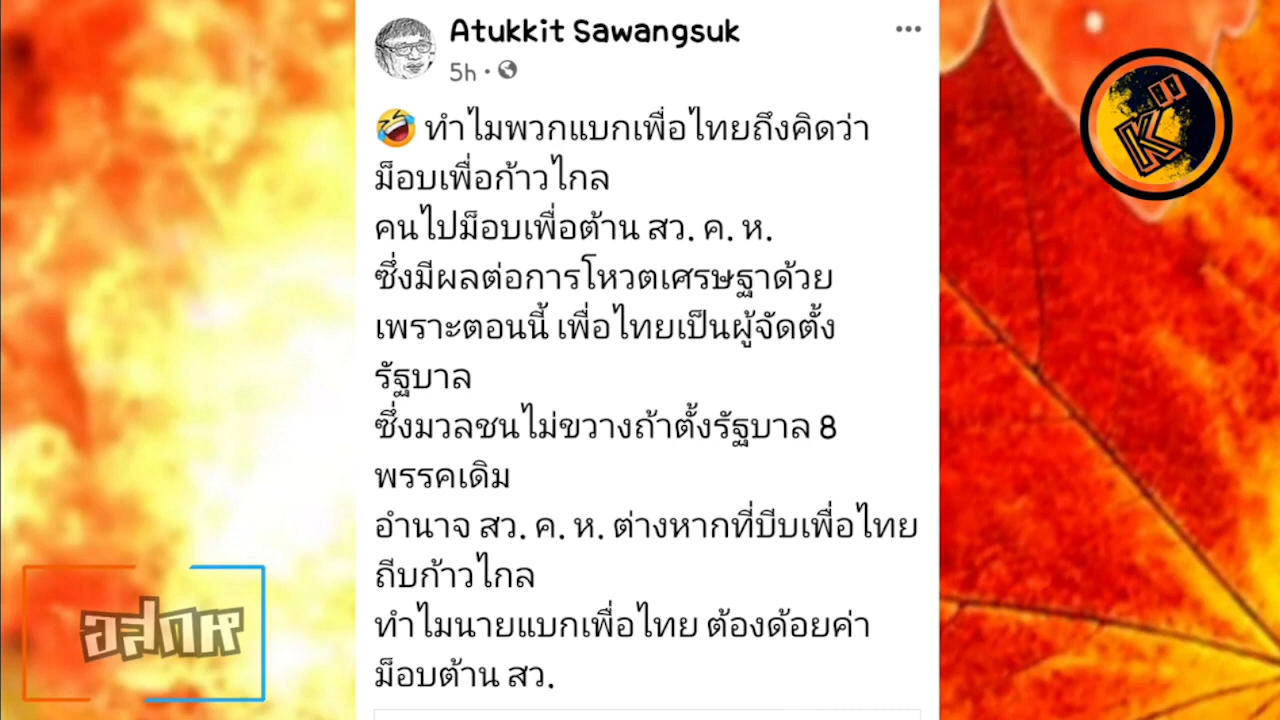 Atukkit Sawangsuk
5h
🤣 ทำไมพวกแบกเพื่อไทยถึงคิดว่า
ม็อบเพื่อก้าวไกล
คนไปม็อบเพื่อต้าน สว. ค. ห.
ซึ่งมีผลต่อการโหวตเศรษฐาด้วย
เพราะตอนนี้ เพื่อไทยเป็นผู้จัดตั้ง
รัฐบาล
ซึ่งมวลชนไม่ขวางถ้าตั้งรัฐบาล 8
พรรคเดิม
อำนาจ สว. ค. ห. ต่างหากที่บีบเพื่อไทย
ถีบก้าวไกล
ทำไมนายแบกเพื่อไทย ต้องด้อยค่า
ม็อบต้าน สว.
K
อสกห